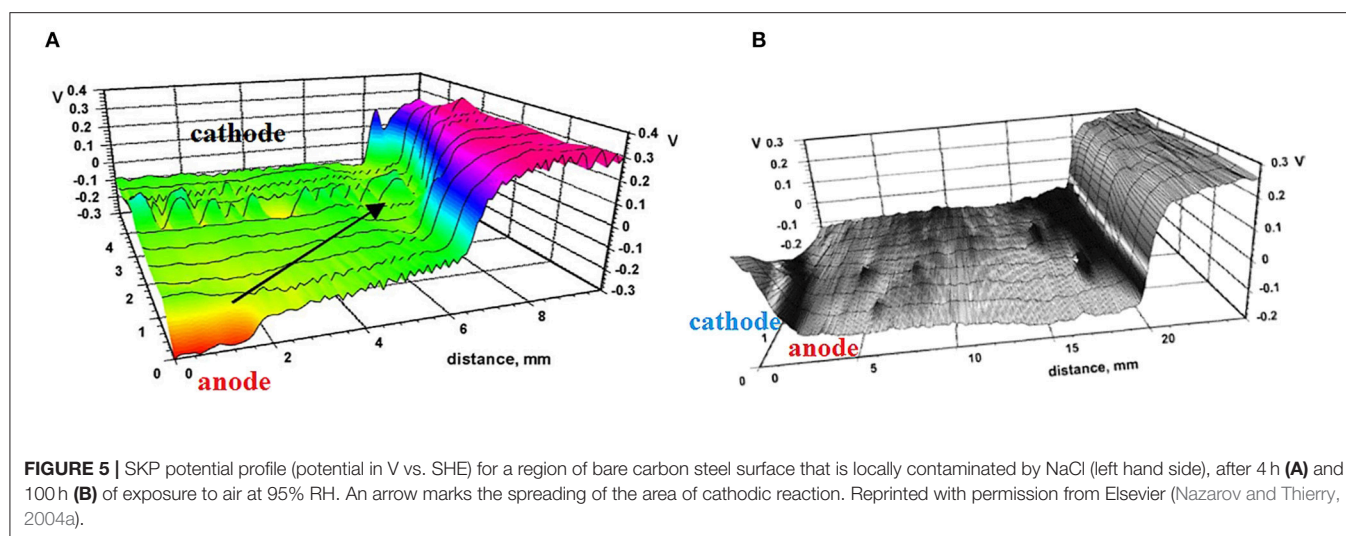 A
V 0.4
0.3
0.2
0.1
0
-0.1
-0.2
-0.3
cathode
4
3
2
1
0
0
2
4
6
8
distance, mm
anode
0.4
V
0.3
0.2
0.1
0
-0.1
-0.2
-0.3
B
V 0.3
0.2
0.1
0
-0.1
-0.2
cathode
1
0
anode
0
5
10
15
20
distance, mm
0.3 V
0.2
0.1
0
-0.1
-0.2
FIGURE 5 | SKP potential profile (potential in V vs. SHE) for a region of bare carbon steel surface that is locally contaminated by NaCl (left hand side), after 4 h (A) and
100 h (B) of exposure to air at 95% RH. An arrow marks the spreading of the area of cathodic reaction. Reprinted with permission from Elsevier (Nazarov and Thierry,
2004a).